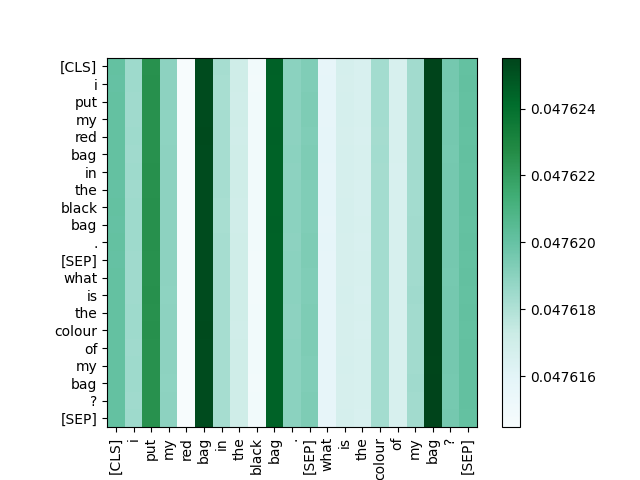 [CLS]
i
put
my
red
bag
in
the
black
bag
.
[SEP]
what
is
the
colour
of
my
bag
?
[SEP]
0.047624
0.047622
0.047620
0.047618
0.047616
[CLS]
i
put
my
red
bag
in
the
black
bag
.
[SEP]
what
is
the
colour
of
my
bag
?
[SEP]